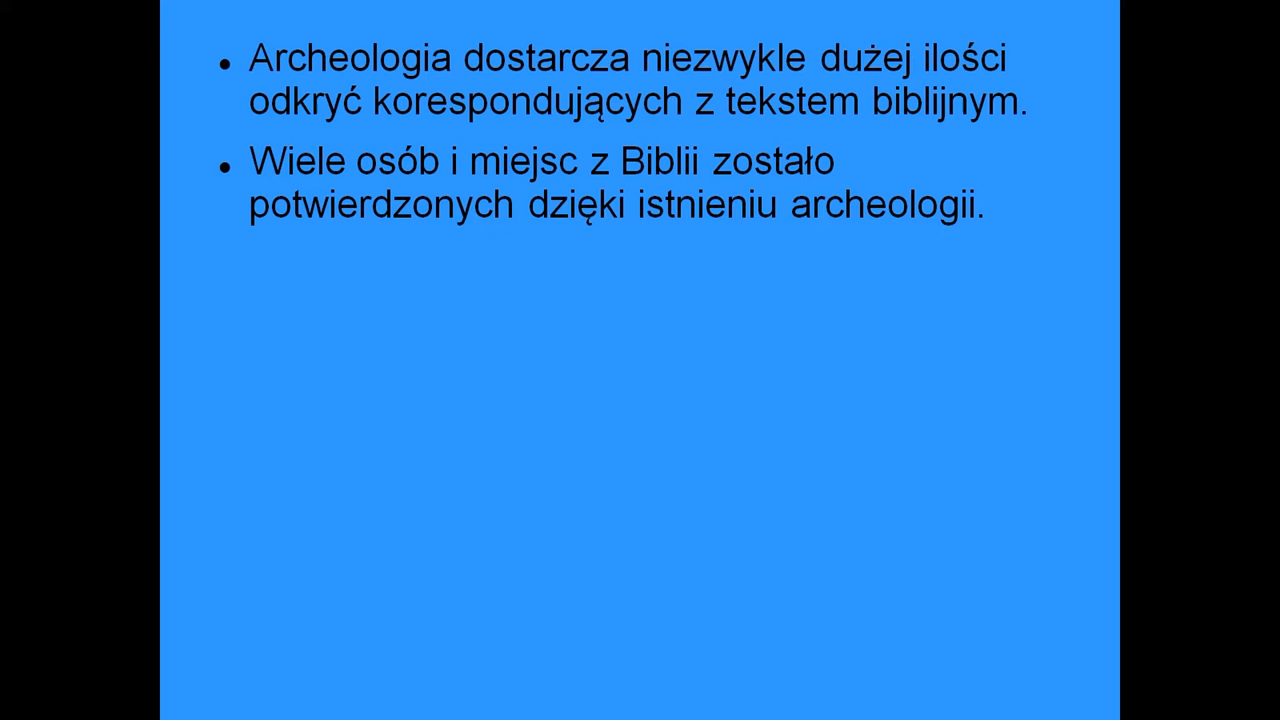 • Archeologia dostarcza niezwykle dużej ilości
odkryć korespondujących z tekstem biblijnym.
• Wiele osób i miejsc z Biblii zostało
potwierdzonych dzięki istnieniu archeologii.